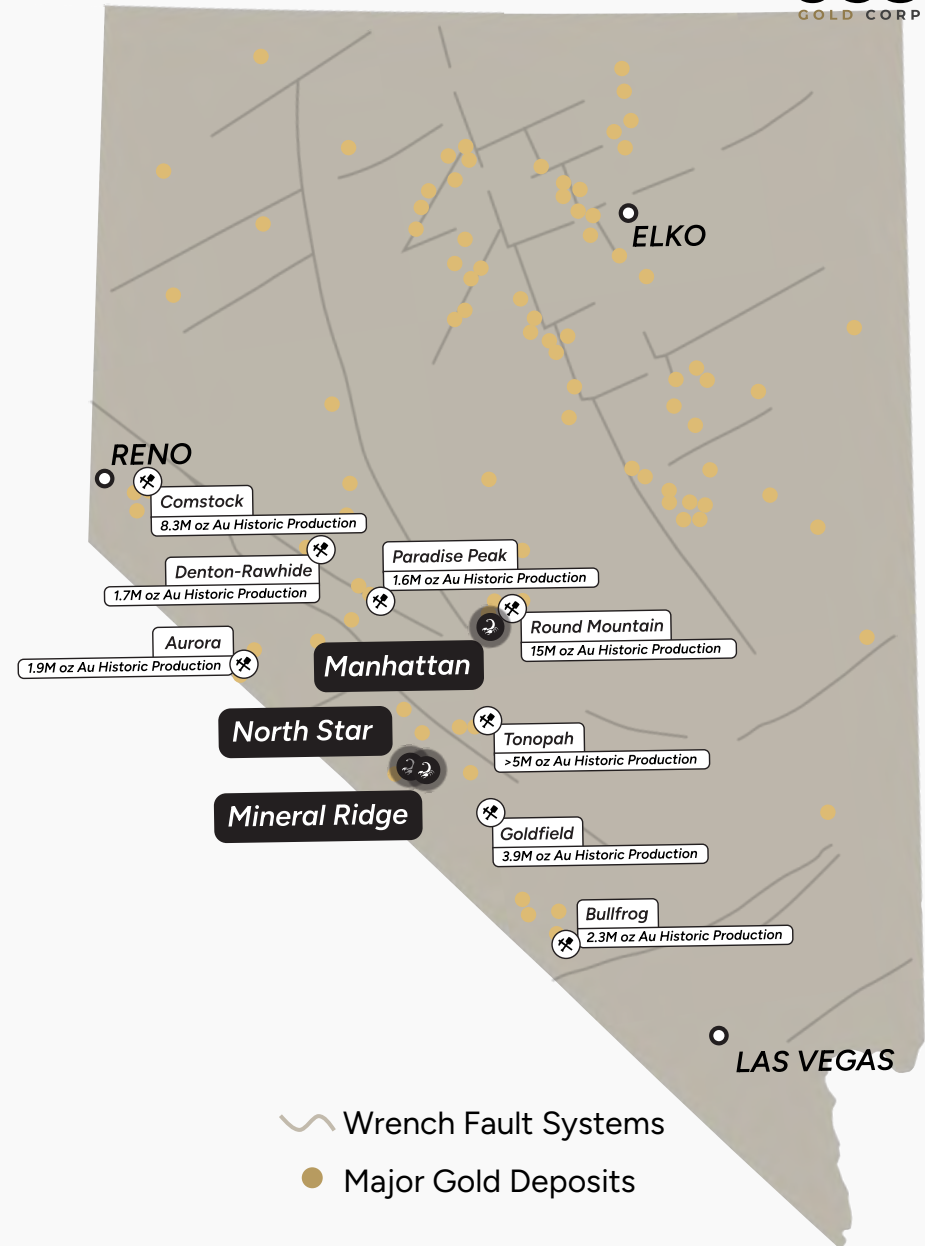 GOLD CORP
ELKO
RENO
Comstock
8.3M oz Au Historic Production
Denton-Rawhide
1.7M oz Au Historic Production
Paradise Peak
1.6M oz Au Historic Production
Round Mountain
15M oz Au Historic Production
Aurora
1.9M oz Au Historic Production
Manhattan
North Star
Tonopah
>5M oz Au Historic Production
Mineral Ridge
Goldfield
3.9M oz Au Historic Production
Bullfrog
2.3M oz Au Historic Production
LAS VEGAS
Wrench Fault Systems
Major Gold Deposits